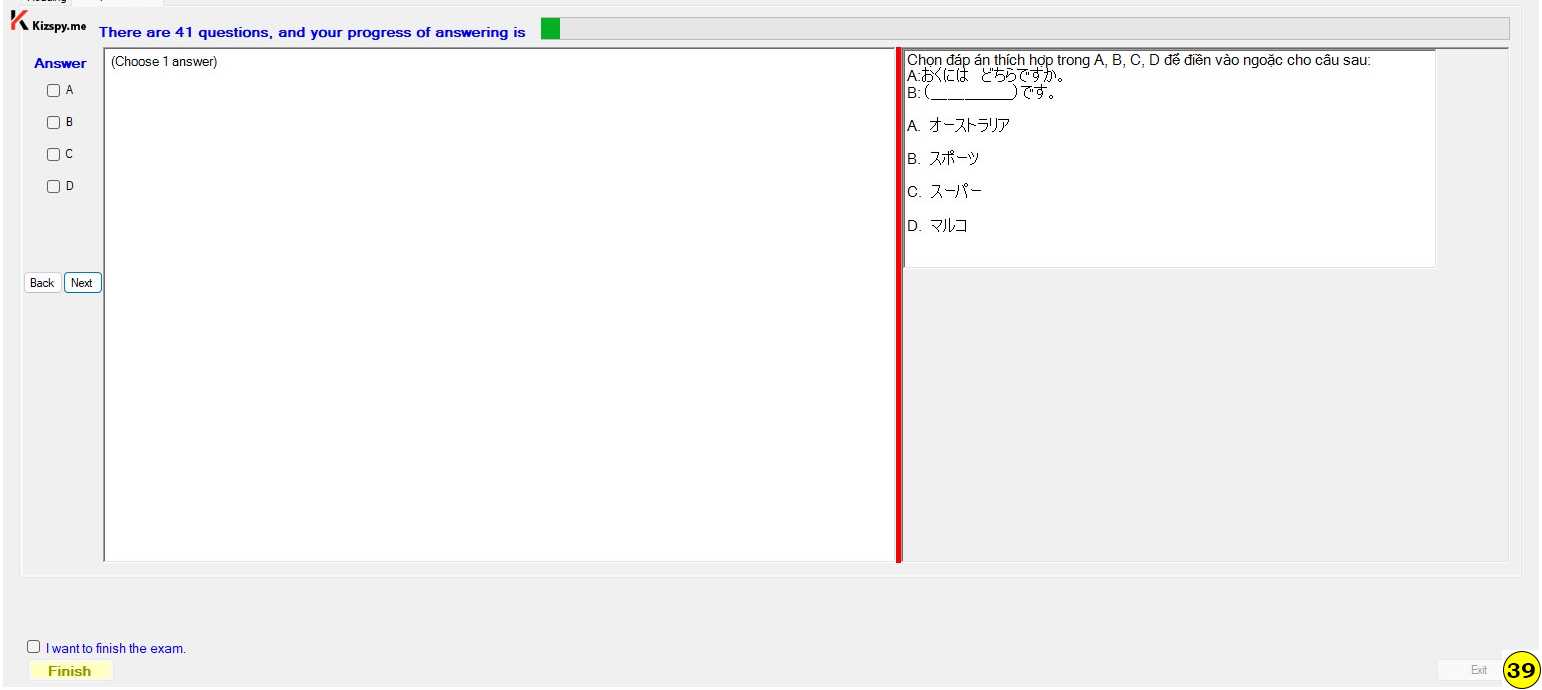 Kizspy.me
There are 41 questions, and your progress of answering is
Answer
(Choose 1 answer)
A
B
C
D
Back
Next
Chọn đáp án thích hợp trong A, B, C, D để điền vào ngoặc cho câu sau:
A:おくには　どちらですか。
B: (__________) です。
A. オーストラリア
B. スポーツ
C. スーパー
D. マルコ
I want to finish the exam.
Finish
Exit
39